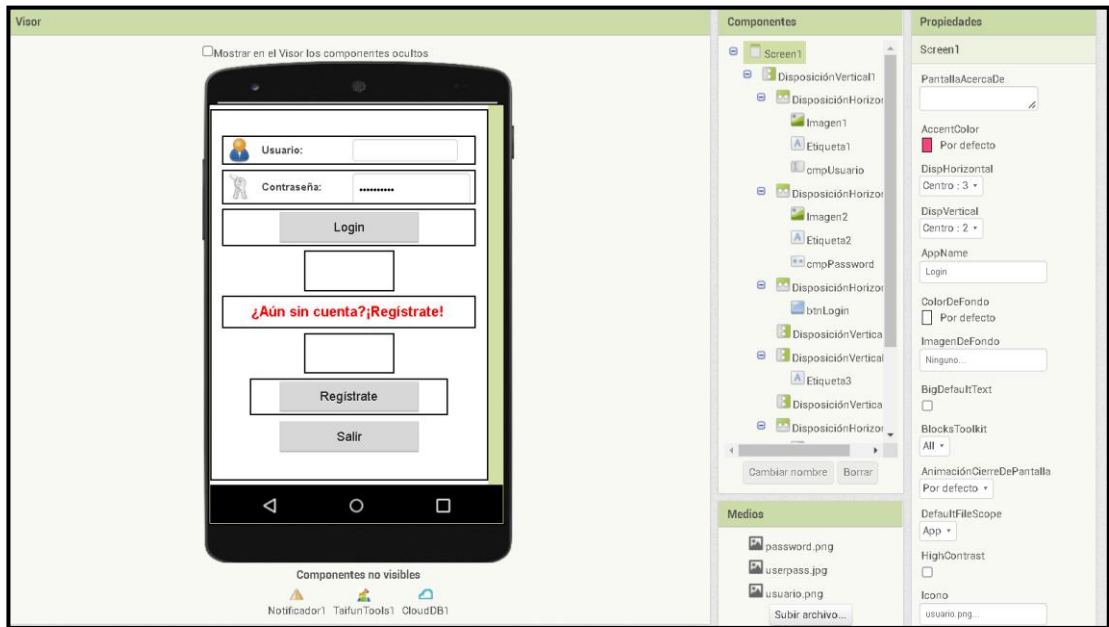 Visor
Mostrar en el Visor los componentes ocultos
Usuario:
Contraseña:
Login
¿Aún sin cuenta?¡Regístrate!
Regístrate
Salir
Componentes no visibles
Notificador1 TaifunTools1 CloudDB1
Componentes
Screen1
DisposiciónVertical1
DisposiciónHorizor
Imagen1
Etiqueta1
cmpUsuario
DisposiciónHorizor
Imagen2
Etiqueta2
cmpPassword
DisposiciónHorizor
btnLogin
DisposiciónVertica
DisposiciónVertical
Etiqueta3
DisposiciónVertica
DisposiciónHorizor
Cambiar nombre Borrar
Medios
password.png
userpass.jpg
usuario.png
Subir archivo...
Propiedades
Screen1
PantallaAcercaDe
AccentColor
Por defecto
DispHorizontal
Centro : 3
DispVertical
Centro : 2
AppName
Login
ColorDeFondo
Por defecto
ImagenDeFondo
Ninguno...
BigDefaultText
BlocksToolkit
All
AnimaciónCierreDePantalla
Por defecto
DefaultFileScope
App
HighContrast
Icono
usuario.png...